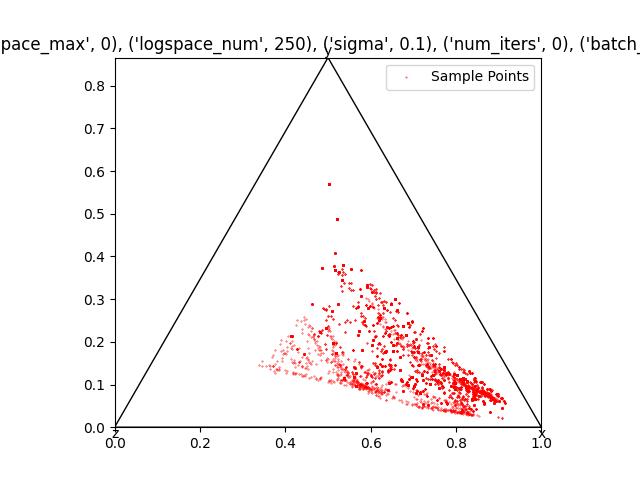 pace_max', 0), ('logspace_num', 250), ('sigma', 0.1), ('num_iters', 0), ('batch_
y
Sample Points
0.8
0.7
0.6
0.5
0.4
0.3
0.2
0.1
0.0
z
x
0.0 0.2 0.4 0.6 0.8 1.0